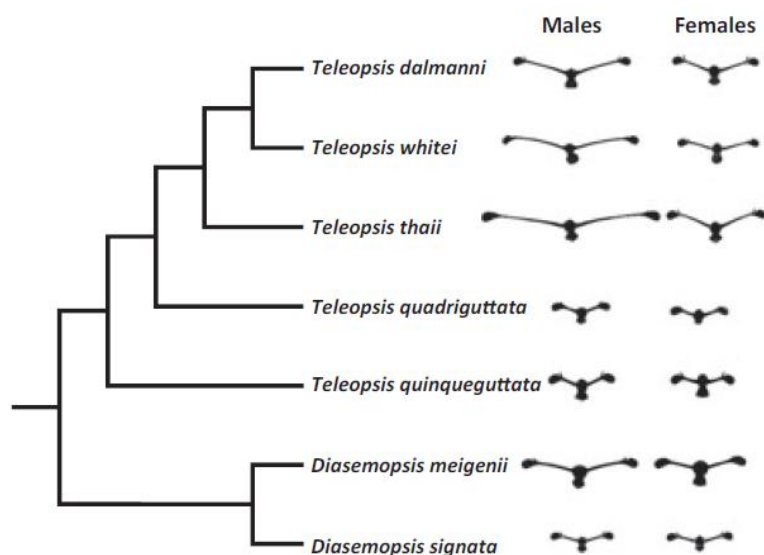 Males Females
Teleopsis dalmanni
Teleopsis whitei
Teleopsis thaii
Teleopsis quadriguttata
Teleopsis quinqueguttata
Diasemopsis meigenii
Diasemopsis signata